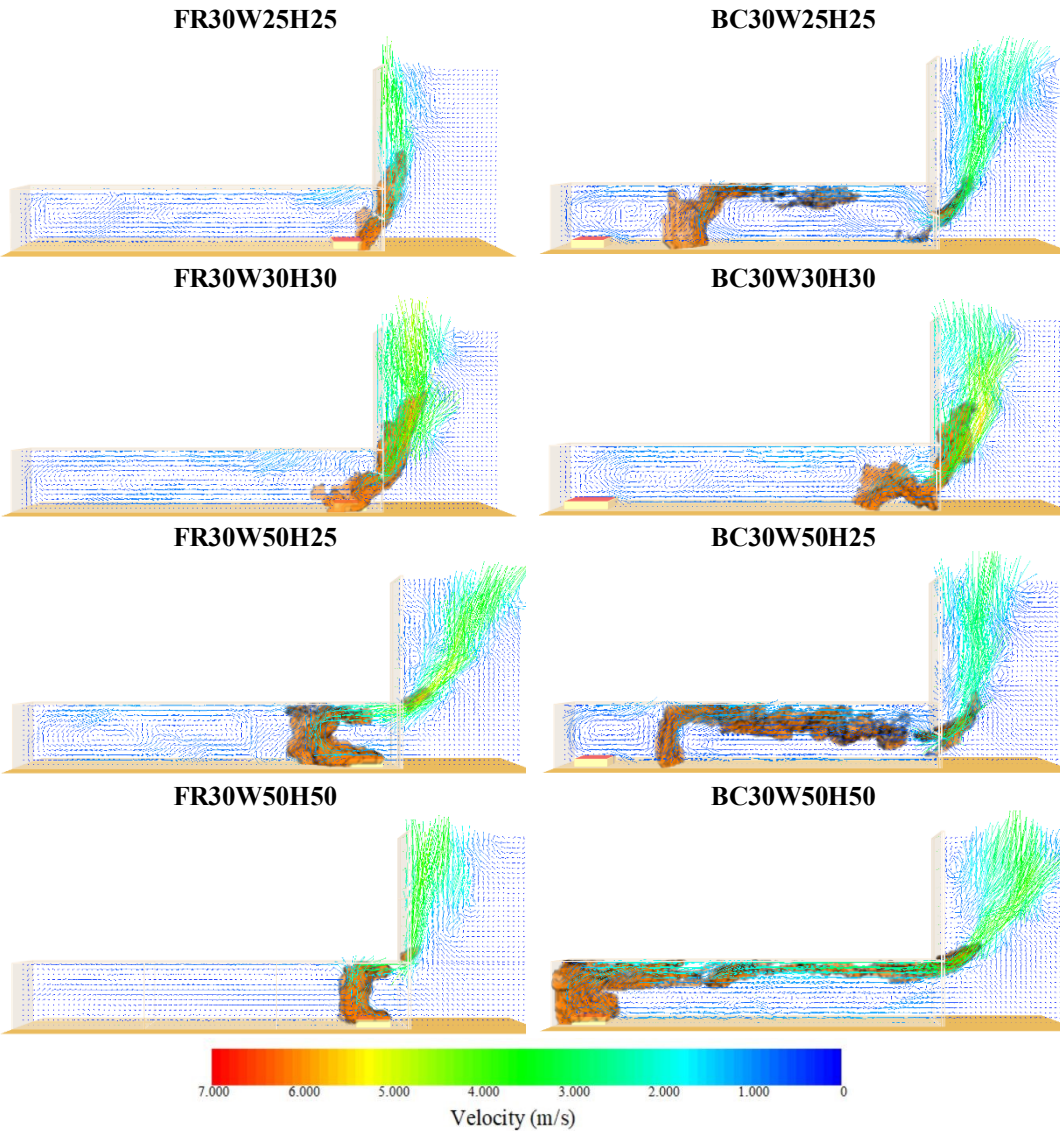 FR30W25H25 BC30W25H25
FR30W30H30 BC30W30H30
FR30W50H25 BC30W50H25
FR30W50H50 BC30W50H50
7.000 6.000 5.000 4.000 3.000 2.000 1.000 0
Velocity (m/s)